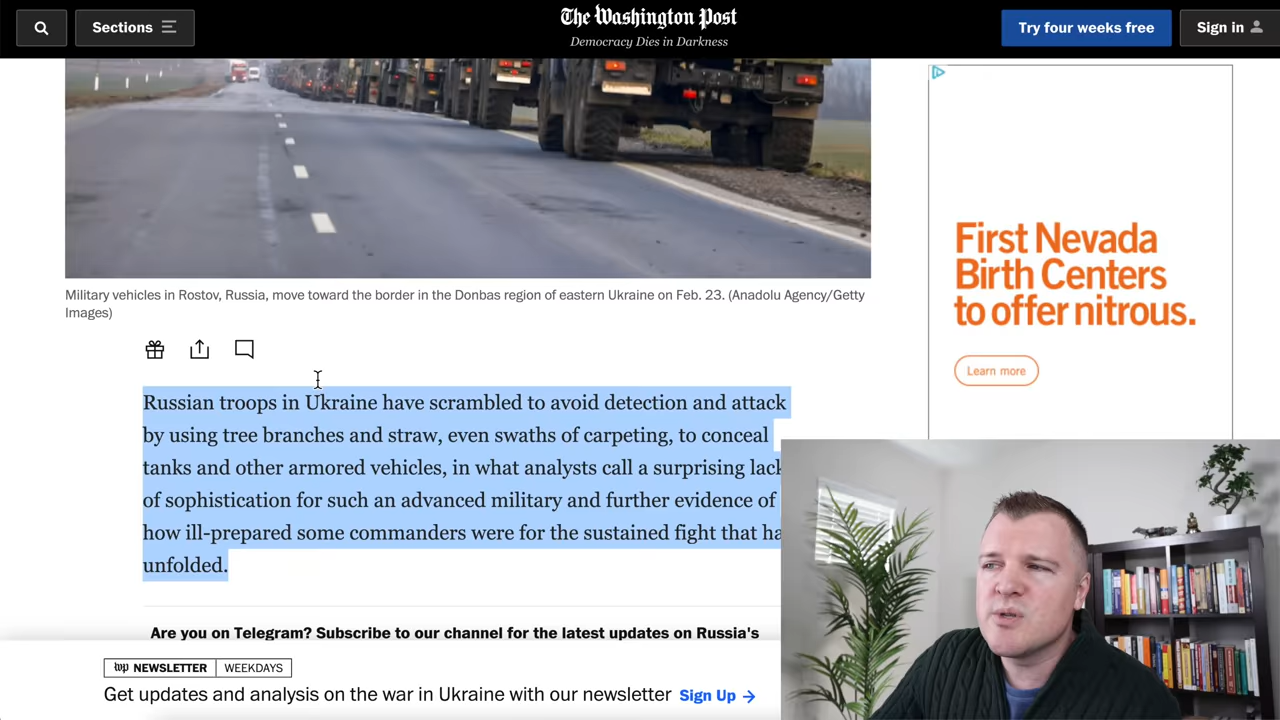 Sections
The Washington Post
Democracy Dies in Darkness
Try four weeks free
Sign in
First Nevada
Birth Centers
to offer nitrous.
Learn more
Military vehicles in Rostov, Russia, move toward the border in the Donbas region of eastern Ukraine on Feb. 23. (Anadolu Agency/Getty
Images)
Russian troops in Ukraine have scrambled to avoid detection and attack
by using tree branches and straw, even swaths of carpeting, to conceal
tanks and other armored vehicles, in what analysts call a surprising lack
of sophistication for such an advanced military and further evidence of
how ill-prepared some commanders were for the sustained fight that ha
unfolded.
Are you on Telegram? Subscribe to our channel for the latest updates on Russia's
wp NEWSLETTER WEEKDAYS
Get updates and analysis on the war in Ukraine with our newsletter Sign Up →